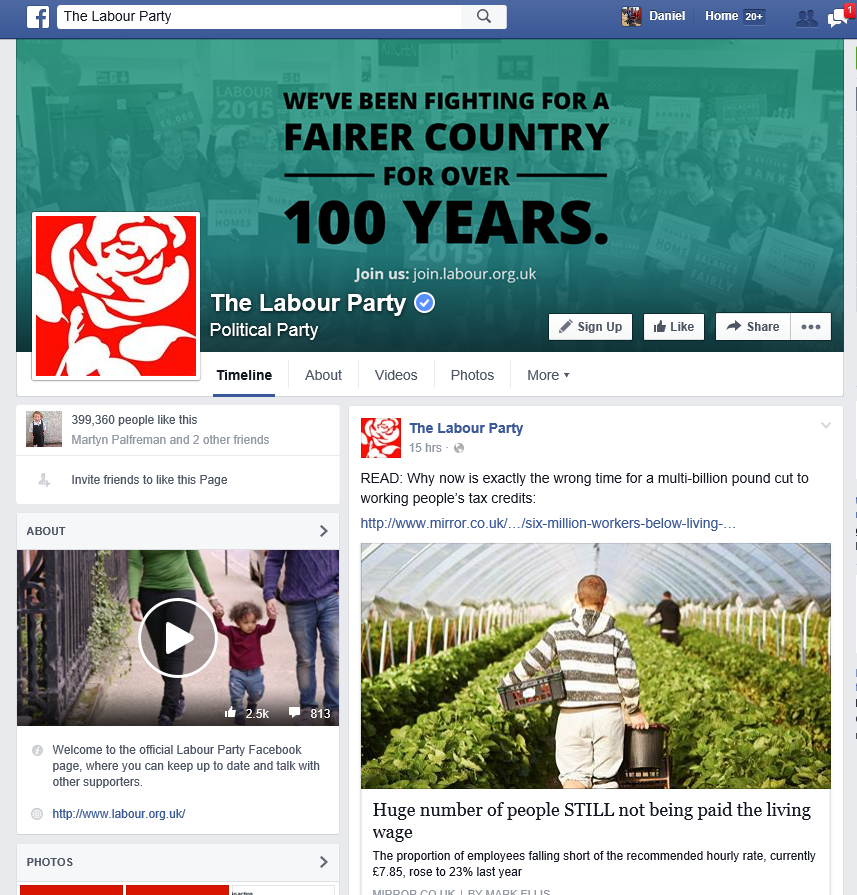 The Labour Party
Daniel
Home 20+
1
LABOUR
2015
WE'VE BEEN FIGHTING FOR A
FAIRER COUNTRY
FOR OVER
100 YEARS.
Join us: join.labour.org.uk
The Labour Party
Political Party
Sign Up
Like
Share
Timeline
About
Videos
Photos
More
399,360 people like this
Martyn Palfreman and 2 other friends
Invite friends to like this Page
ABOUT
2.5k
813
Welcome to the official Labour Party Facebook
page, where you can keep up to date and talk with
other supporters.
http://www.labour.org.uk/
PHOTOS
The Labour Party
15 hrs ·
READ: Why now is exactly the wrong time for a multi-billion pound cut to
working people's tax credits:
http://www.mirror.co.uk/…/six-million-workers-below-living-…
Huge number of people STILL not being paid the living
wage
The proportion of employees falling short of the recommended hourly rate, currently
£7.85, rose to 23% last year
MIRROR.CO.UK | BY MARK ELLIS